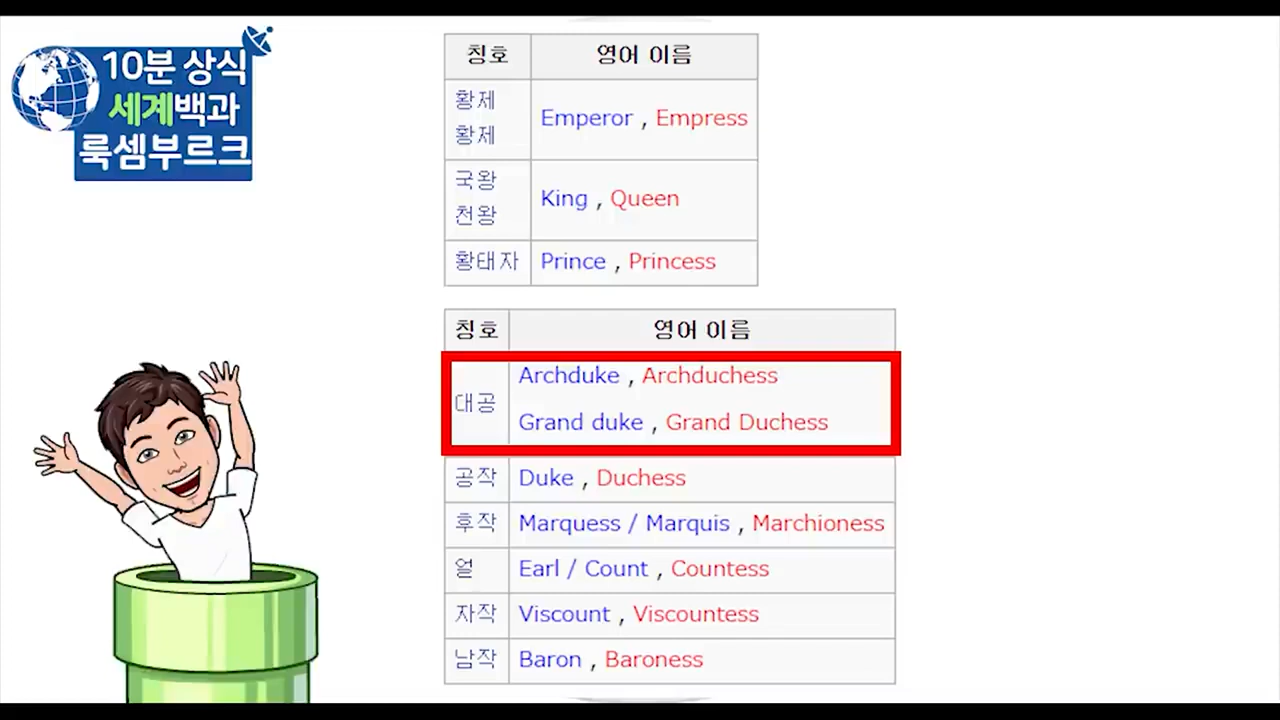 10분 상식
세계백과
룩셈부르크
칭호 영어 이름
황제
황제
Emperor , Empress
국왕
천왕
King , Queen
황태자 Prince , Princess
칭호 영어 이름
대공
Archduke , Archduchess
Grand duke , Grand Duchess
공작 Duke , Duchess
후작 Marquess / Marquis , Marchioness
얼 Earl / Count , Countess
자작 Viscount , Viscountess
남작 Baron , Baroness